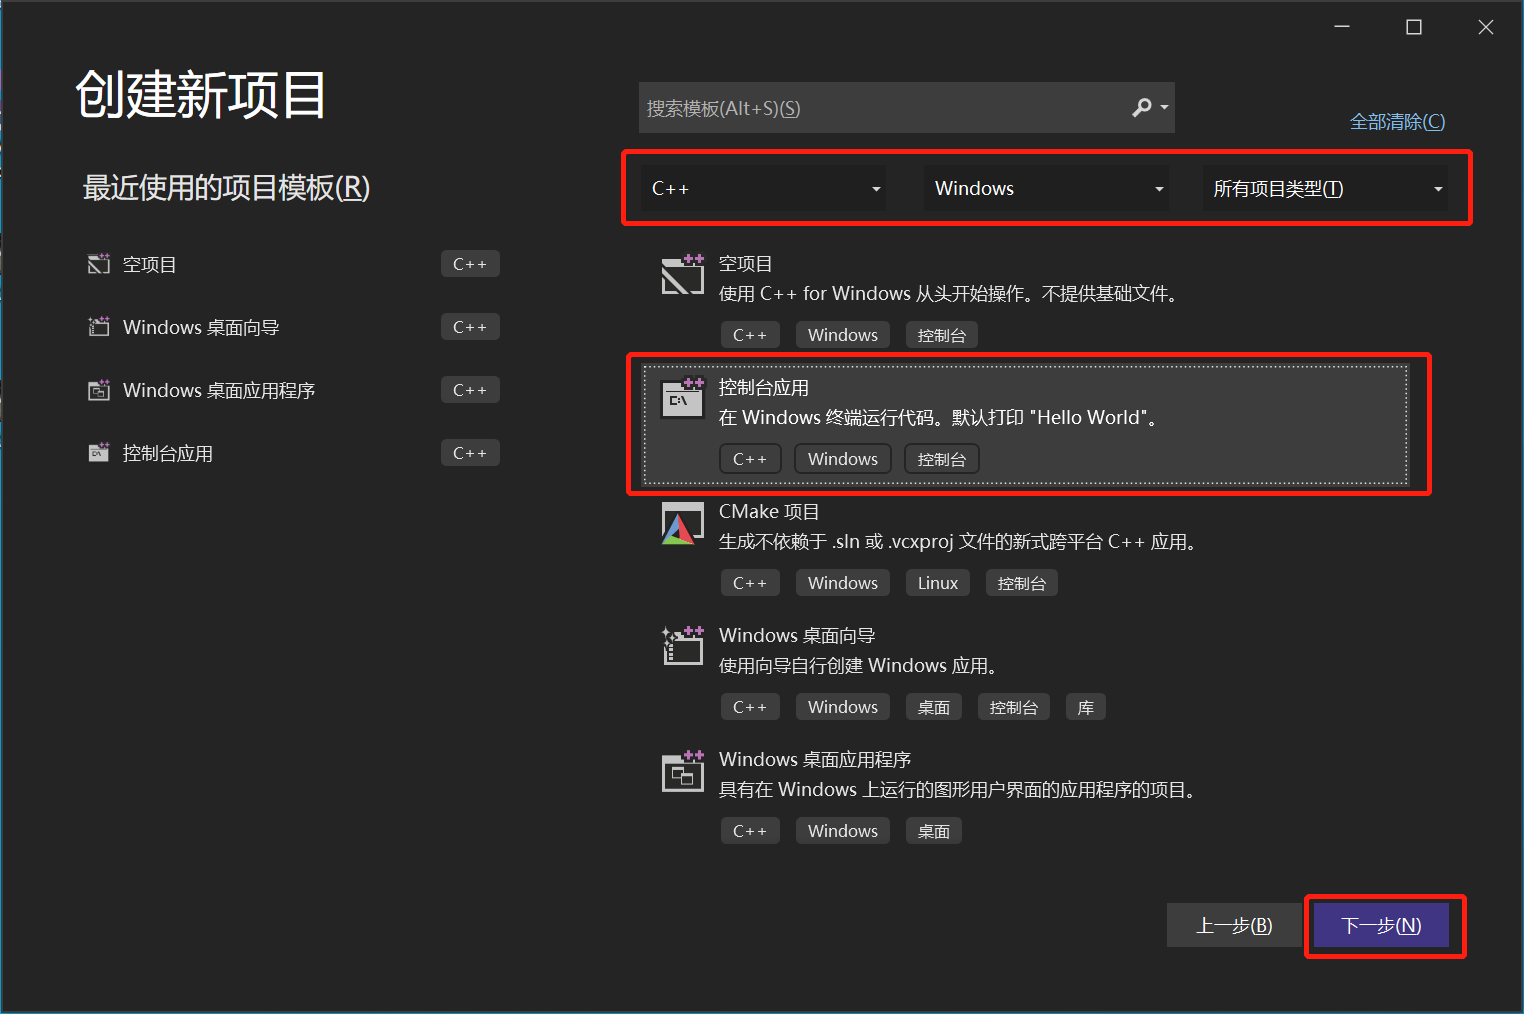 创建新项目
最近使用的项目模板(R)
空项目 C++
Windows 桌面向导 C++
Windows 桌面应用程序 C++
控制台应用 C++
搜索模板(Alt+S)(S)
全部清除(C)
C++ Windows 所有项目类型(T)
空项目
使用 C++ for Windows 从头开始操作。不提供基础文件。
C++ Windows 控制台
控制台应用
在 Windows 终端运行代码。默认打印 "Hello World"。
C++ Windows 控制台
CMake 项目
生成不依赖于 .sln 或 .vcxproj 文件的新式跨平台 C++ 应用。
C++ Windows Linux 控制台
Windows 桌面向导
使用向导自行创建 Windows 应用。
C++ Windows 桌面 控制台 库
Windows 桌面应用程序
具有在 Windows 上运行的图形用户界面的应用程序的项目。
C++ Windows 桌面
上一步(B) 下一步(N)